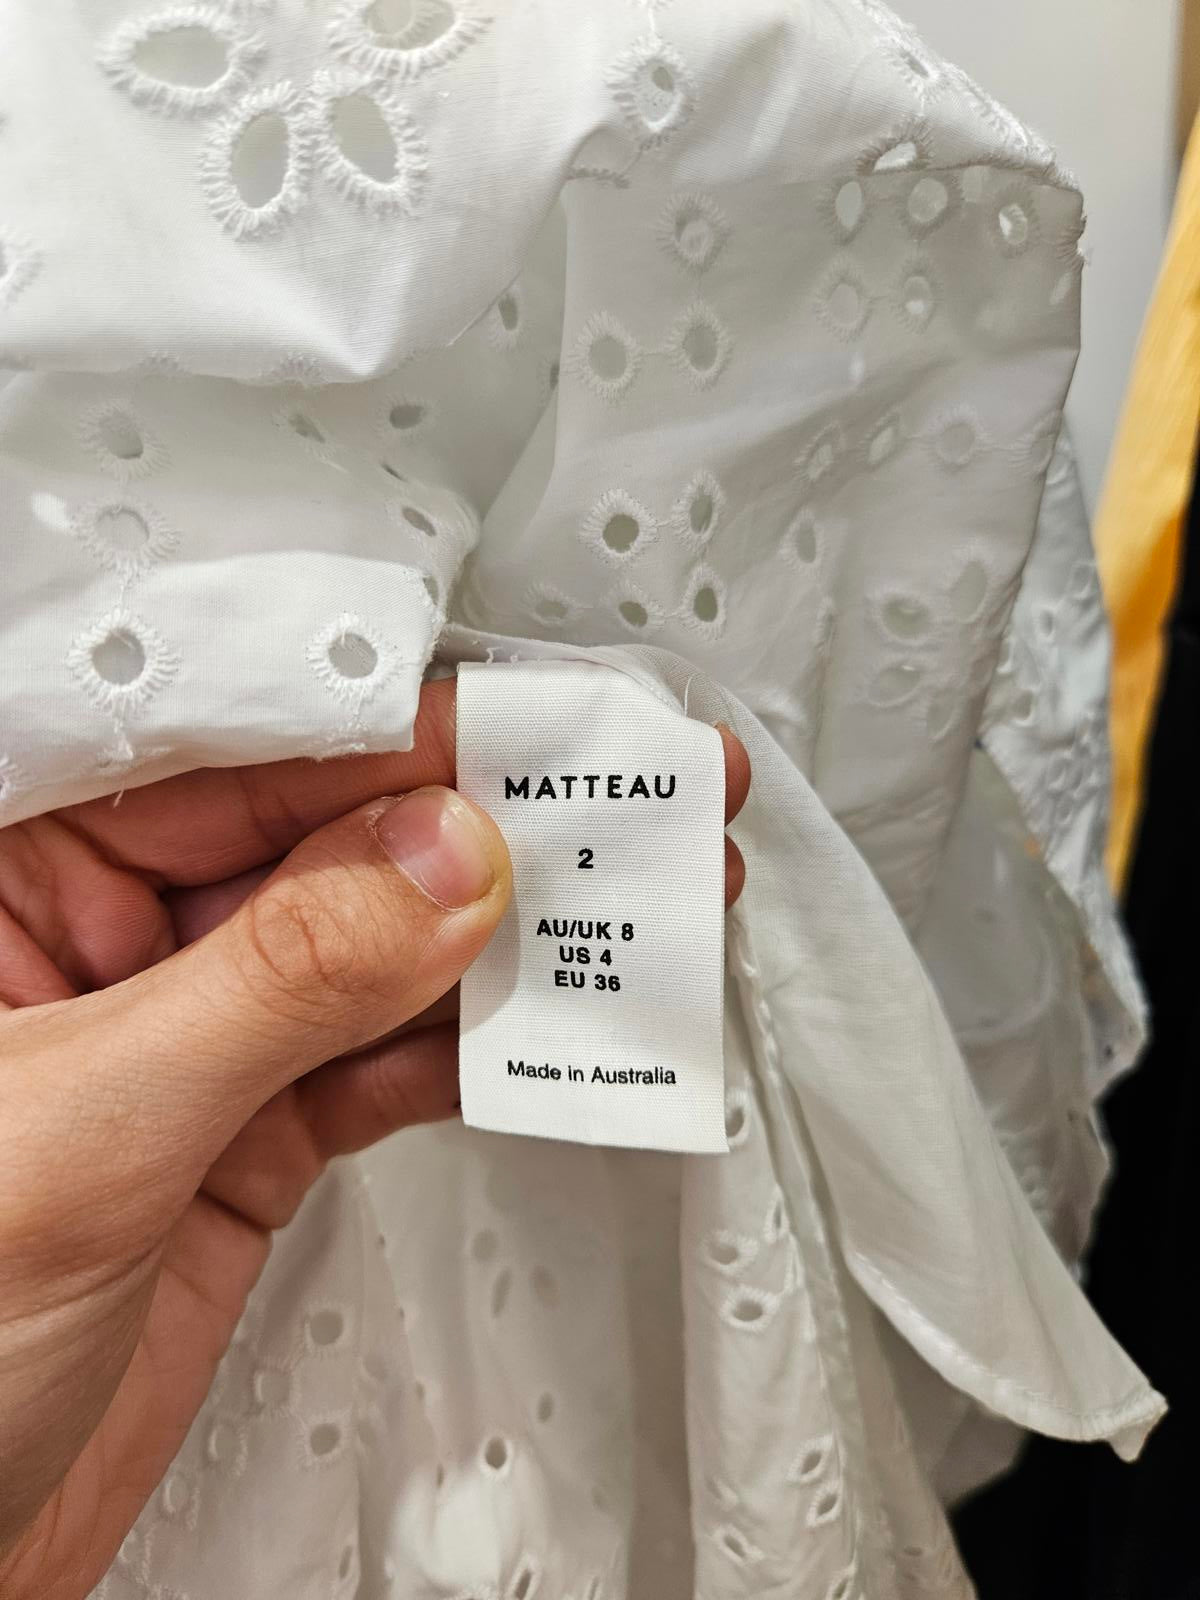 MATTEAU
2
AU/UK 8
US 4
EU 36
Made in Australia